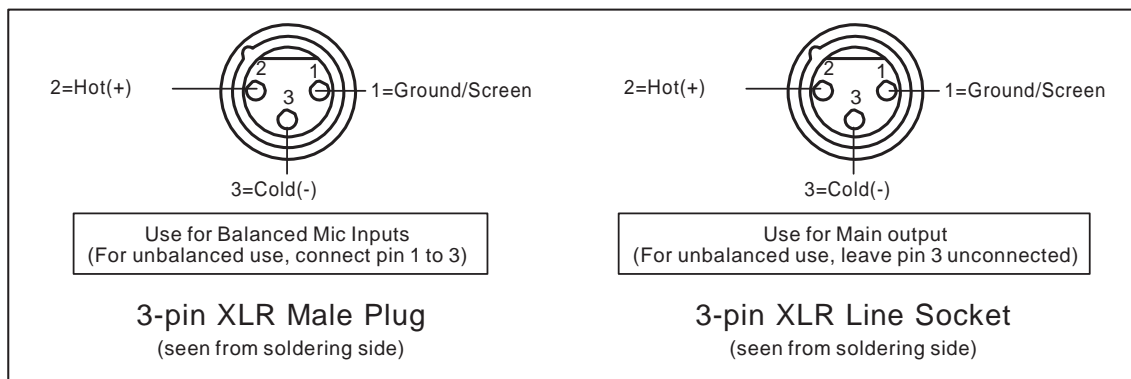 2
1
3
2=Hot(+)
1=Ground/Screen
3=Cold(-)
Use for Balanced Mic Inputs
(For unbalanced use, connect pin 1 to 3)
3-pin XLR Male Plug
(seen from soldering side)
2
1
3
2=Hot(+)
1=Ground/Screen
3=Cold(-)
Use for Main output
(For unbalanced use, leave pin 3 unconnected)
3-pin XLR Line Socket
(seen from soldering side)